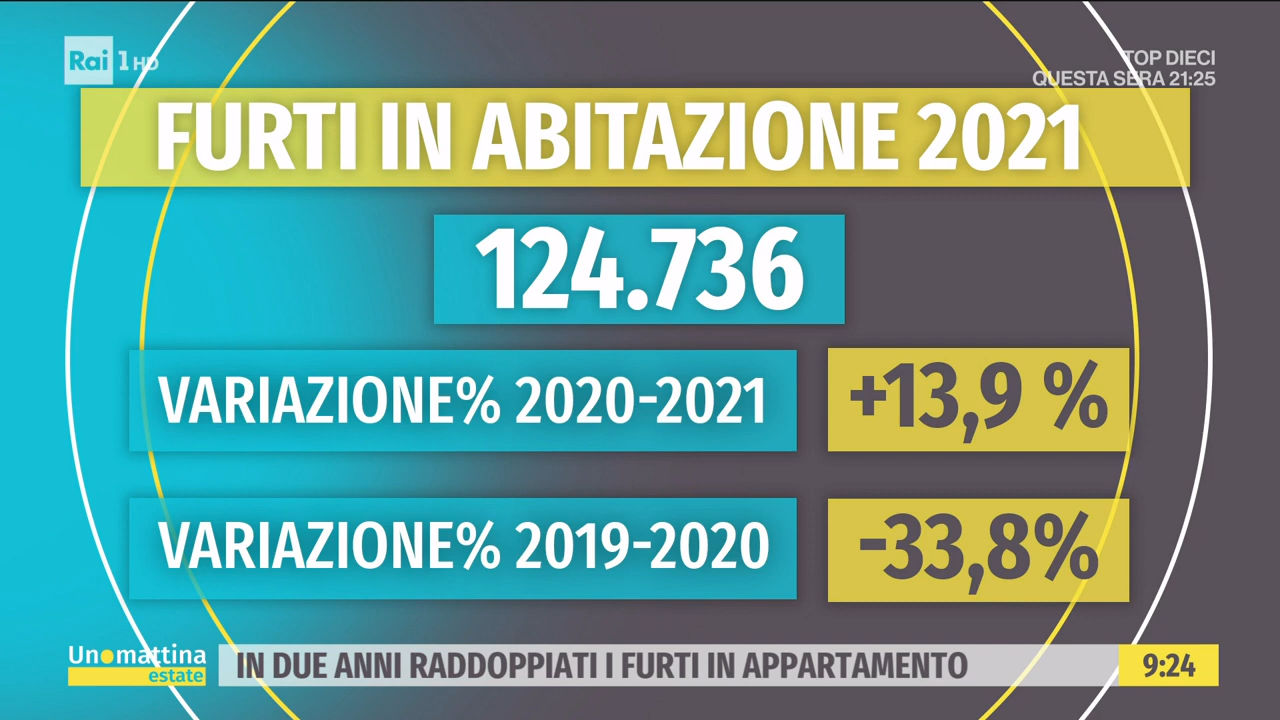 Rai 1 HD
TOP DIECI
QUESTA SERA 21:25
FURTI IN ABITAZIONE 2021
124.736
VARIAZIONE% 2020-2021
+13,9 %
VARIAZIONE% 2019-2020
-33,8%
Unomattina
estate
IN DUE ANNI RADDOPPIATI I FURTI IN APPARTAMENTO
9:24